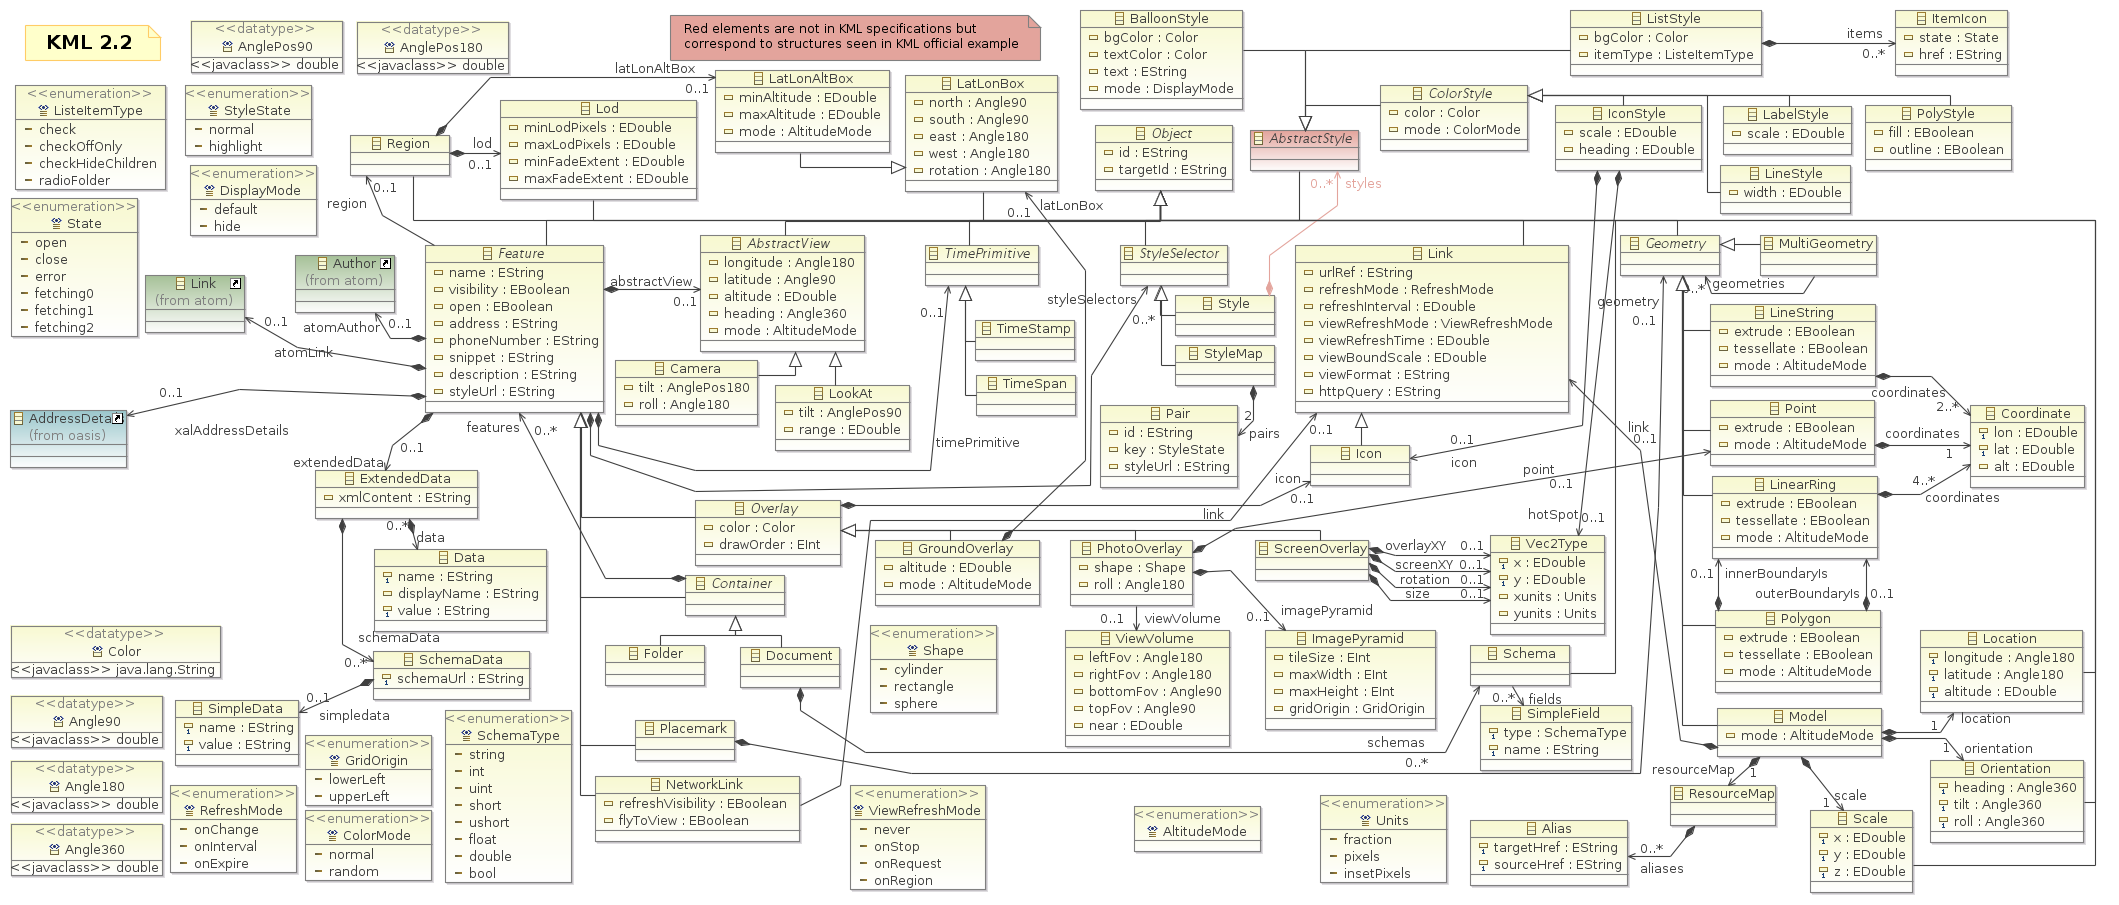 KML 2.2
<<datatype>>
AnglePos90
<<javaclass>> double
<<datatype>>
AnglePos180
<<javaclass>> double
Red elements are not in KML specifications but
correspond to structures seen in KML official example
BalloonStyle
bgColor : Color
textColor : Color
text : EString
mode : DisplayMode
ListStyle
bgColor : Color
itemType : ListeItemType
items
0..*
ItemIcon
state : State
href : EString
<<enumeration>>
ListeItemType
check
checkOffOnly
checkHideChildren
radioFolder
<<enumeration>>
StyleState
normal
highlight
<<enumeration>>
DisplayMode
default
hide
<<enumeration>>
State
open
close
error
fetching0
fetching1
fetching2
Region
latLonAltBox
0..1
lod
0..1
Lod
minLodPixels : EDouble
maxLodPixels : EDouble
minFadeExtent : EDouble
maxFadeExtent : EDouble
LatLonAltBox
minAltitude : EDouble
maxAltitude : EDouble
mode : AltitudeMode
LatLonBox
north : Angle90
south : Angle90
east : Angle180
west : Angle180
rotation : Angle180
Object
id : EString
targetId : EString
AbstractStyle
0..*
styles
ColorStyle
color : Color
mode : ColorMode
IconStyle
scale : EDouble
heading : EDouble
LabelStyle
scale : EDouble
PolyStyle
fill : EBoolean
outline : EBoolean
LineStyle
width : EDouble
0..1
region
latLonBox
0..1
Link
(from atom)
Author
(from atom)
0..1
atomLink
atomAuthor
0..1
Feature
name : EString
visibility : EBoolean
open : EBoolean
address : EString
phoneNumber : EString
snippet : EString
description : EString
styleUrl : EString
abstractView
0..1
AbstractView
longitude : Angle180
latitude : Angle90
altitude : EDouble
heading : Angle360
mode : AltitudeMode
Camera
tilt : AnglePos180
roll : Angle180
LookAt
tilt : AnglePos90
range : EDouble
TimePrimitive
0..1
timePrimitive
TimeStamp
TimeSpan
StyleSelector
styleSelectors
0..*
Style
StyleMap
2
pairs
Pair
id : EString
key : StyleState
styleUrl : EString
Link
urlRef : EString
refreshMode : RefreshMode
refreshInterval : EDouble
viewRefreshMode : ViewRefreshMode
viewRefreshTime : EDouble
viewBoundScale : EDouble
viewFormat : EString
httpQuery : EString
Icon
0..1
icon
0..1
icon
0..1
link
Geometry
MultiGeometry
geometries
0..*
geometry
0..1
LineString
extrude : EBoolean
tessellate : EBoolean
mode : AltitudeMode
coordinates
2..*
Point
extrude : EBoolean
mode : AltitudeMode
coordinates
1
Coordinate
lon : EDouble
lat : EDouble
alt : EDouble
LinearRing
extrude : EBoolean
tessellate : EBoolean
mode : AltitudeMode
4..*
coordinates
link
0..1
point
0..1
hotSpot
0..1
0..1
innerBoundaryIs
outerBoundaryIs
0..1
Polygon
extrude : EBoolean
tessellate : EBoolean
mode : AltitudeMode
AddressDetai
(from oasis)
0..1
xalAddressDetails
0..1
extendedData
features
0..*
ExtendedData
xmlContent : EString
0..*
data
Data
name : EString
displayName : EString
value : EString
schemaData
0..*
SchemaData
schemaUrl : EString
0..1
simpledata
SimpleData
name : EString
value : EString
Overlay
color : Color
drawOrder : EInt
GroundOverlay
altitude : EDouble
mode : AltitudeMode
PhotoOverlay
shape : Shape
roll : Angle180
ScreenOverlay
overlayXY
0..1
screenXY
0..1
rotation
0..1
size
0..1
Vec2Type
x : EDouble
y : EDouble
xunits : Units
yunits : Units
0..1
viewVolume
0..1
imagePyramid
ViewVolume
leftFov : Angle180
rightFov : Angle180
bottomFov : Angle90
topFov : Angle90
near : EDouble
ImagePyramid
tileSize : EInt
maxWidth : EInt
maxHeight : EInt
gridOrigin : GridOrigin
Container
Folder
Document
<<enumeration>>
Shape
cylinder
rectangle
sphere
Schema
0..*
fields
SimpleField
type : SchemaType
name : EString
schemas
0..*
Placemark
NetworkLink
refreshVisibility : EBoolean
flyToView : EBoolean
Location
longitude : Angle180
latitude : Angle180
altitude : EDouble
Model
mode : AltitudeMode
1
location
1
orientation
Orientation
heading : Angle360
tilt : Angle360
roll : Angle360
resourceMap
1
ResourceMap
scale
1
Scale
x : EDouble
y : EDouble
z : EDouble
Alias
targetHref : EString
sourceHref : EString
0..*
aliases
<<datatype>>
Color
<<javaclass>> java.lang.String
<<datatype>>
Angle90
<<javaclass>> double
<<datatype>>
Angle180
<<javaclass>> double
<<datatype>>
Angle360
<<javaclass>> double
<<enumeration>>
RefreshMode
onChange
onInterval
onExpire
<<enumeration>>
GridOrigin
lowerLeft
upperLeft
<<enumeration>>
ColorMode
normal
random
<<enumeration>>
SchemaType
string
int
uint
short
ushort
float
double
bool
<<enumeration>>
ViewRefreshMode
never
onStop
onRequest
onRegion
<<enumeration>>
AltitudeMode
<<enumeration>>
Units
fraction
pixels
insetPixels